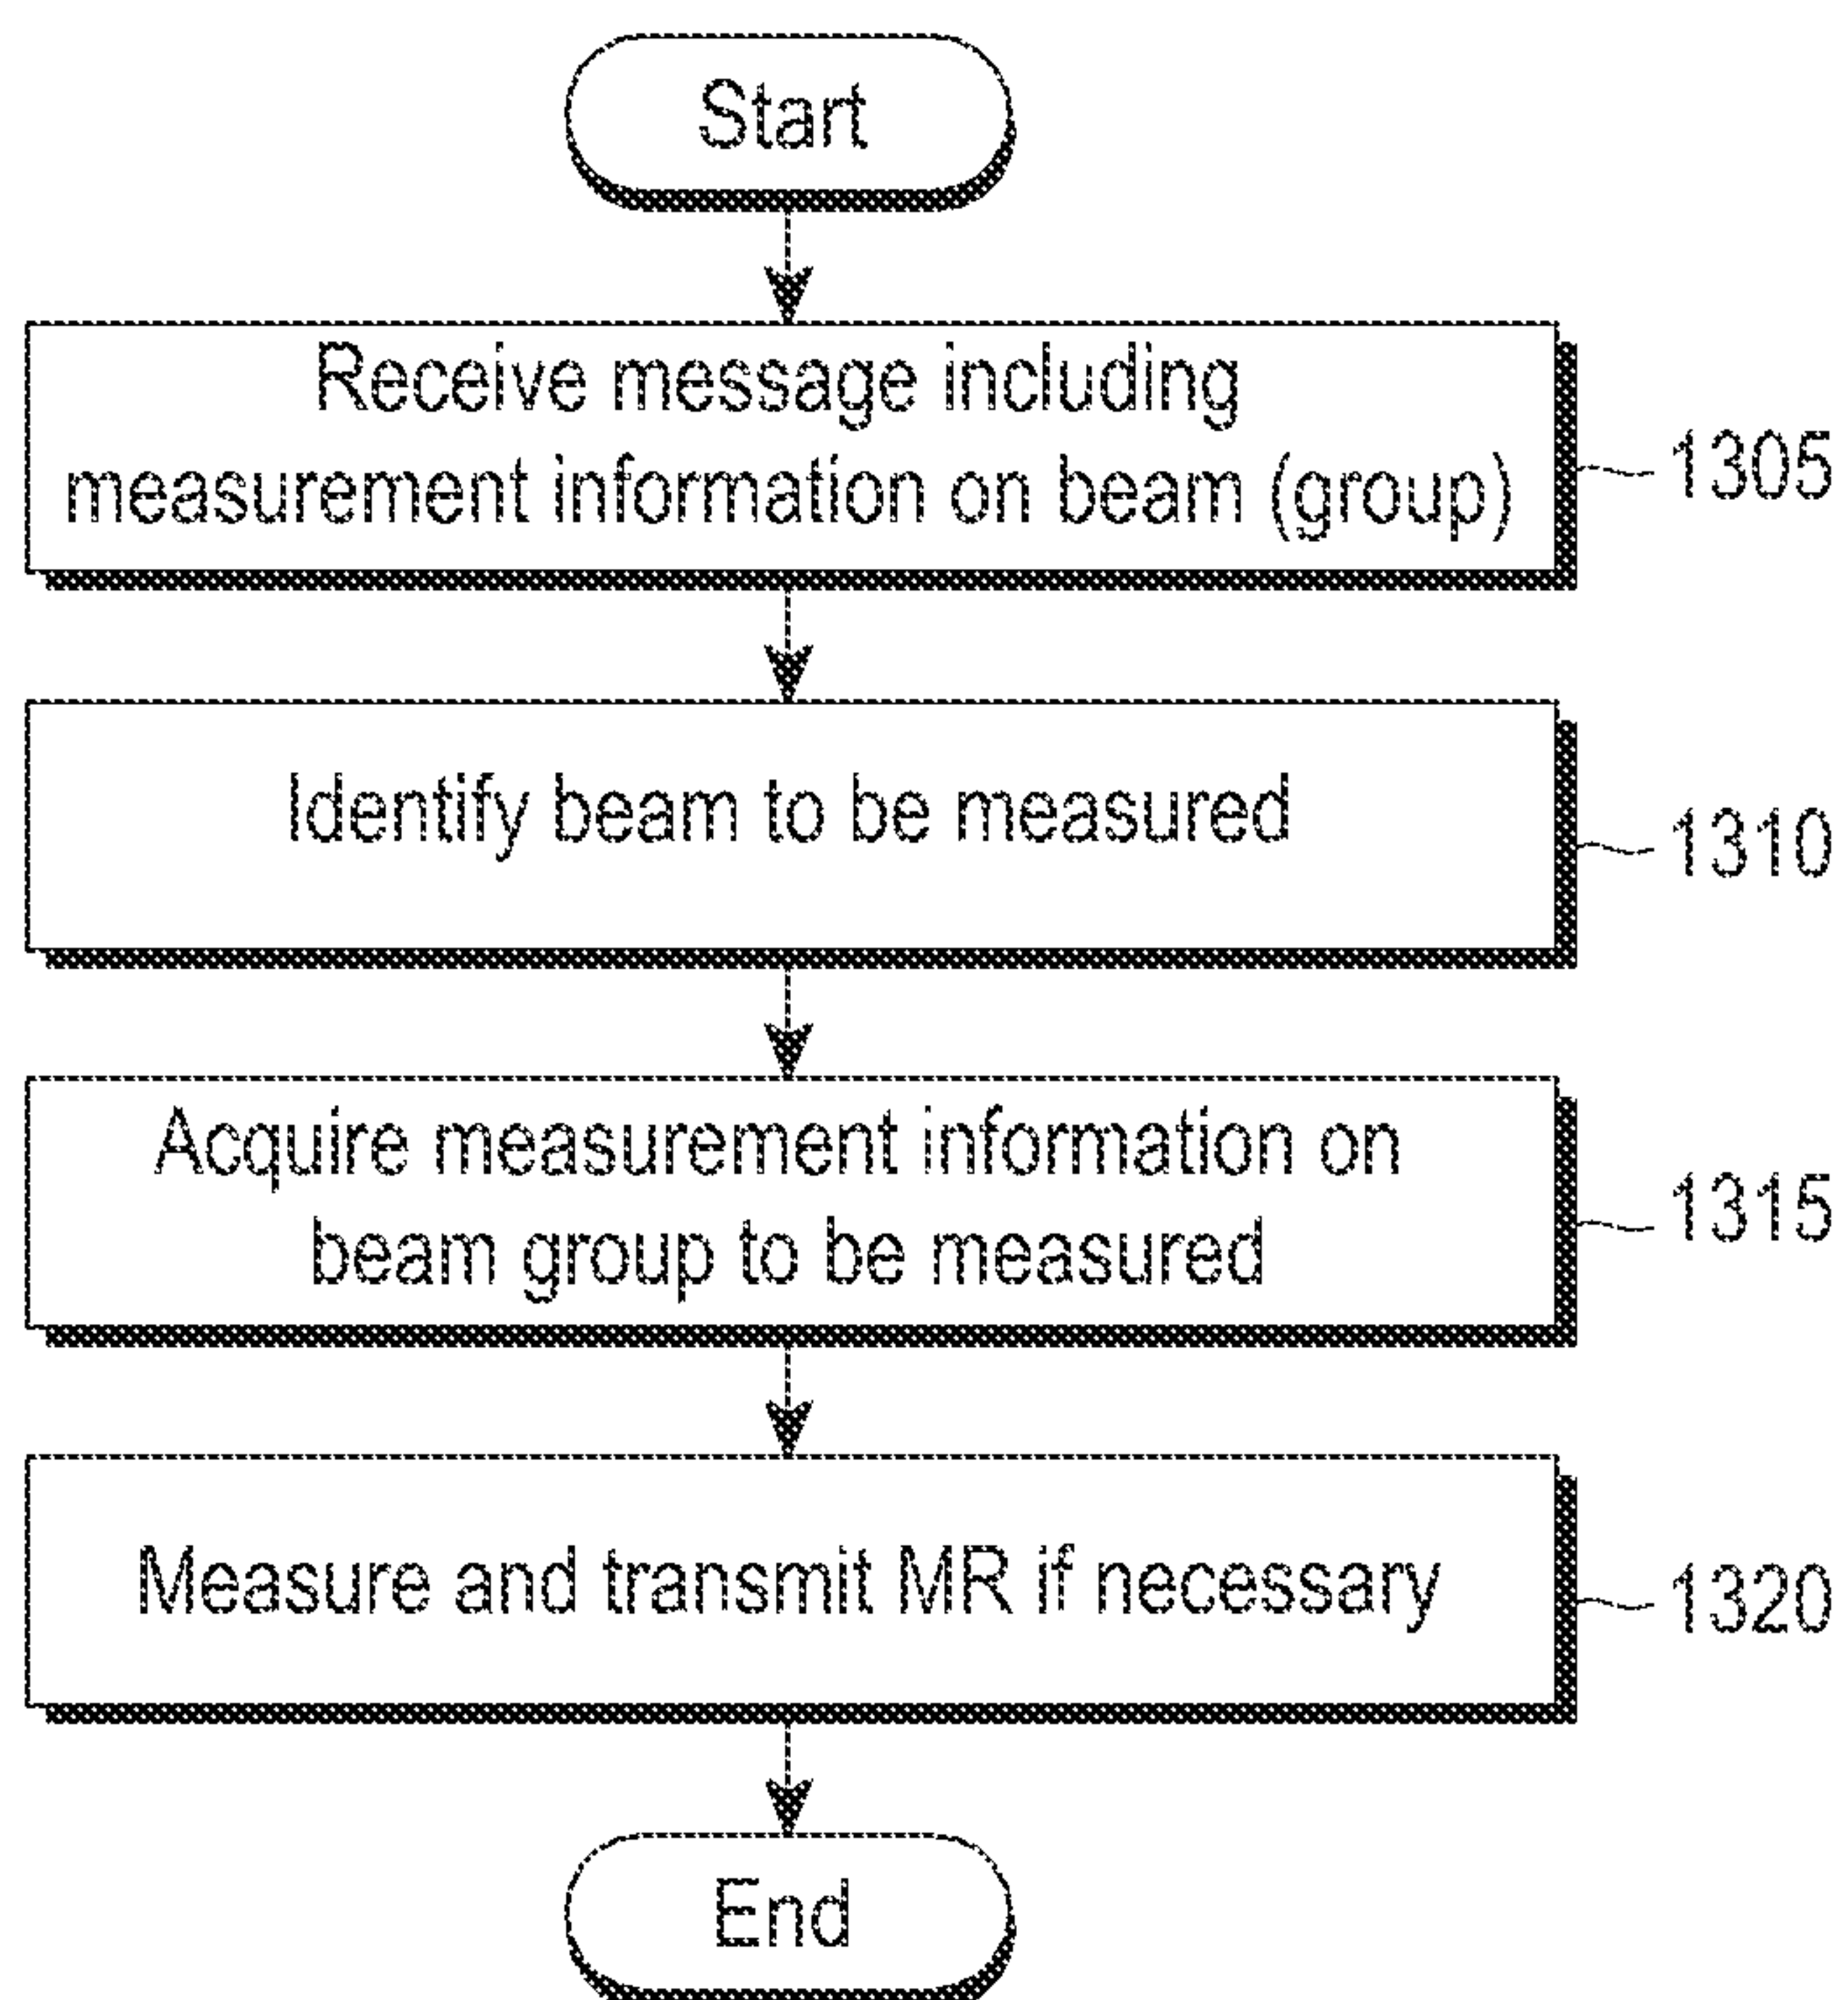 Start
Receive message including
measurement information on beam (group)
1305
Identify beam to be measured
1310
Acquire measurement information on
beam group to be measured
1315
Measure and transmit MR if necessary
1320
End